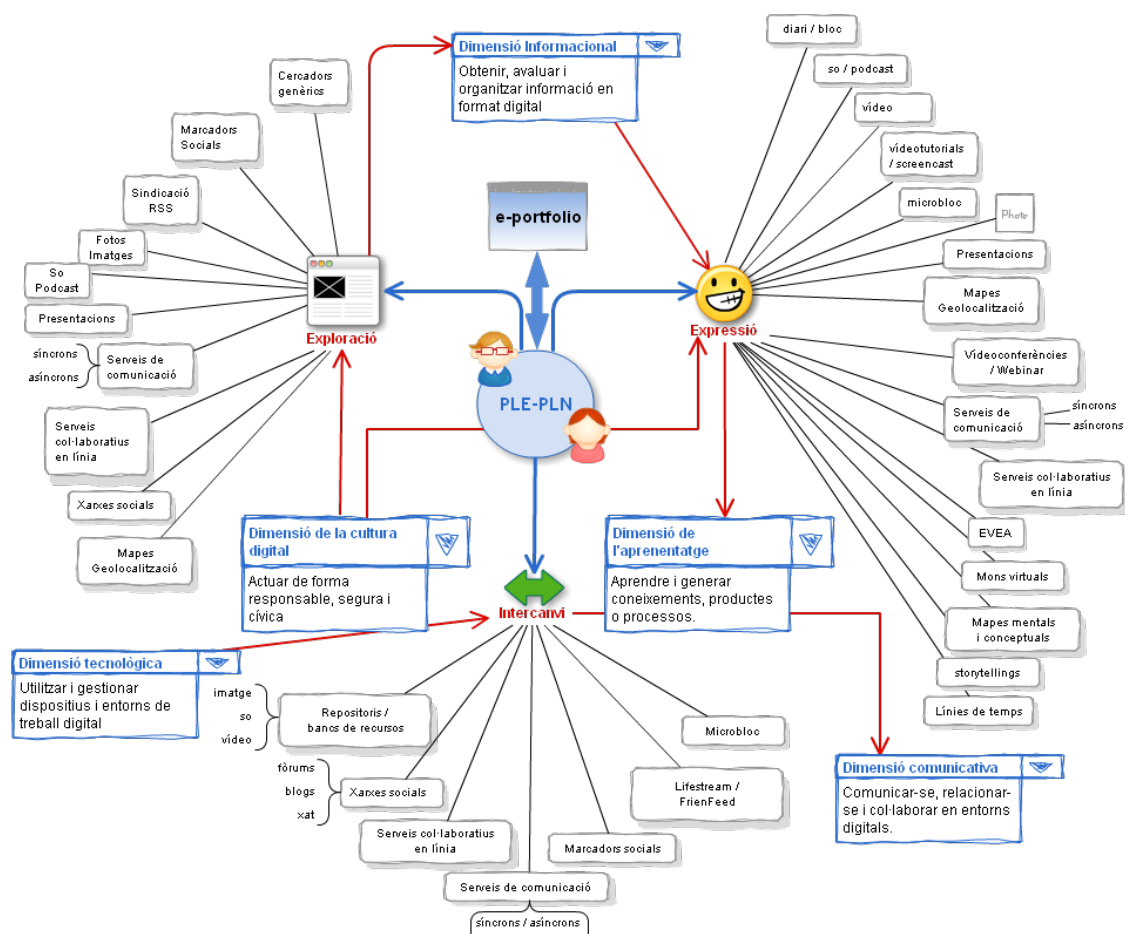 Dimensió Informacional
Obtenir, avaluar i
organitzar informació en
format digital
diari / bloc
so / podcast
vídeo
vídeotutorials
/ screencast
microbloc
Photo
Presentacions
Mapes
Geolocalització
Vídeoconferències
/ Webinar
Serveis de
comunicació
síncrons
asíncrons
Serveis col·laboratius
en línia
EVEA
Mons virtuals
Mapes mentals
i conceptuals
storytellings
Línies de temps
Cercadors
genèrics
Marcadors
Socials
Sindicació
RSS
Fotos
Imatges
So
Podcast
Presentacions
síncrons
asíncrons
Serveis de
comunicació
Serveis
col·laboratius
en línia
Xarxes socials
Mapes
Geolocalització
e-portfolio
Exploració
Expressió
PLE-PLN
Dimensió de la cultura
digital
Actuar de forma
responsable, segura i
cívica
Dimensió de
l'aprenentatge
Aprendre i generar
coneixements, productes
o processos.
Intercanvi
Dimensió tecnológica
Utilitzar i gestionar
dispositius i entorns de
treball digital
imatge
so
vídeo
Repositoris /
bancs de recursos
fòrums
blogs
xat
Xarxes socials
Serveis col·laboratius
en línia
Serveis de comunicació
síncrons / asíncrons
Marcadors socials
Lifestream /
FrienFeed
Microbloc
Dimensió comunicativa
Comunicar-se, relacionar-
se i col·laborar en entorns
digitals.